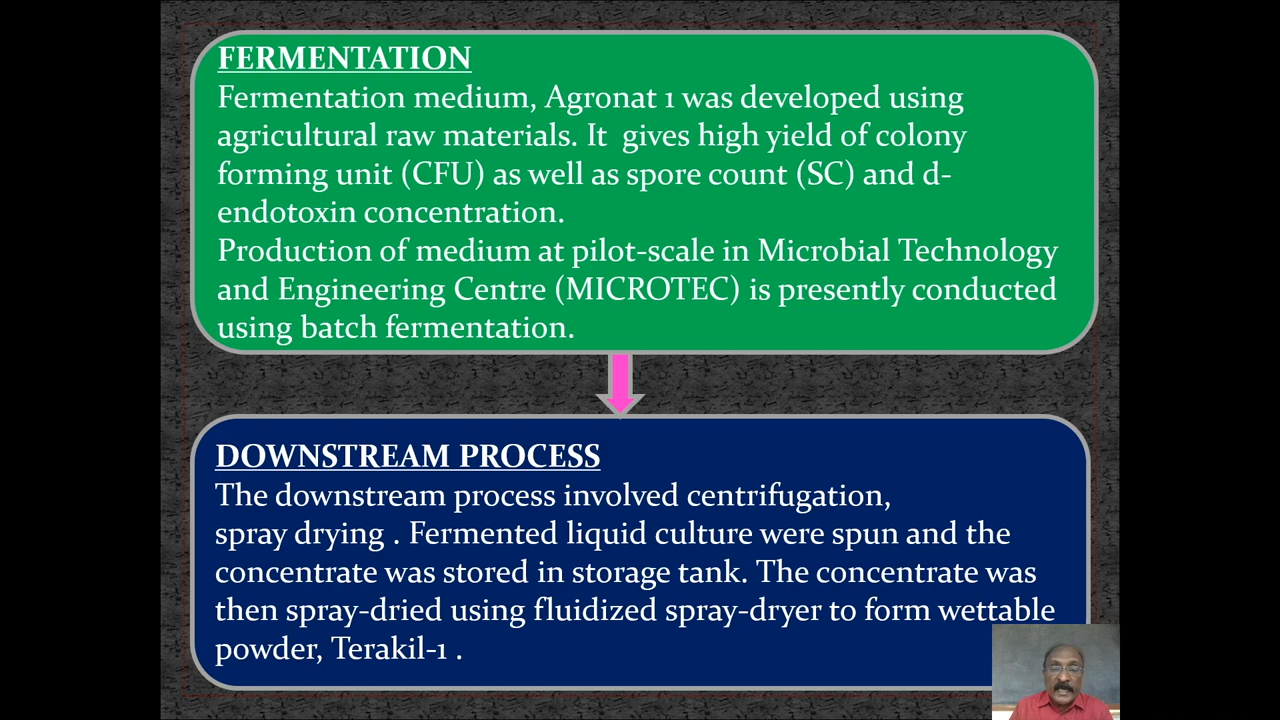 FERMENTATION
Fermentation medium, Agronat 1 was developed using
agricultural raw materials. It  gives high yield of colony
forming unit (CFU) as well as spore count (SC) and d-
endotoxin concentration.
Production of medium at pilot-scale in Microbial Technology
and Engineering Centre (MICROTEC) is presently conducted
using batch fermentation.
DOWNSTREAM PROCESS
The downstream process involved centrifugation,
spray drying . Fermented liquid culture were spun and the
concentrate was stored in storage tank. The concentrate was
then spray-dried using fluidized spray-dryer to form wettable
powder, Terakil-1 .